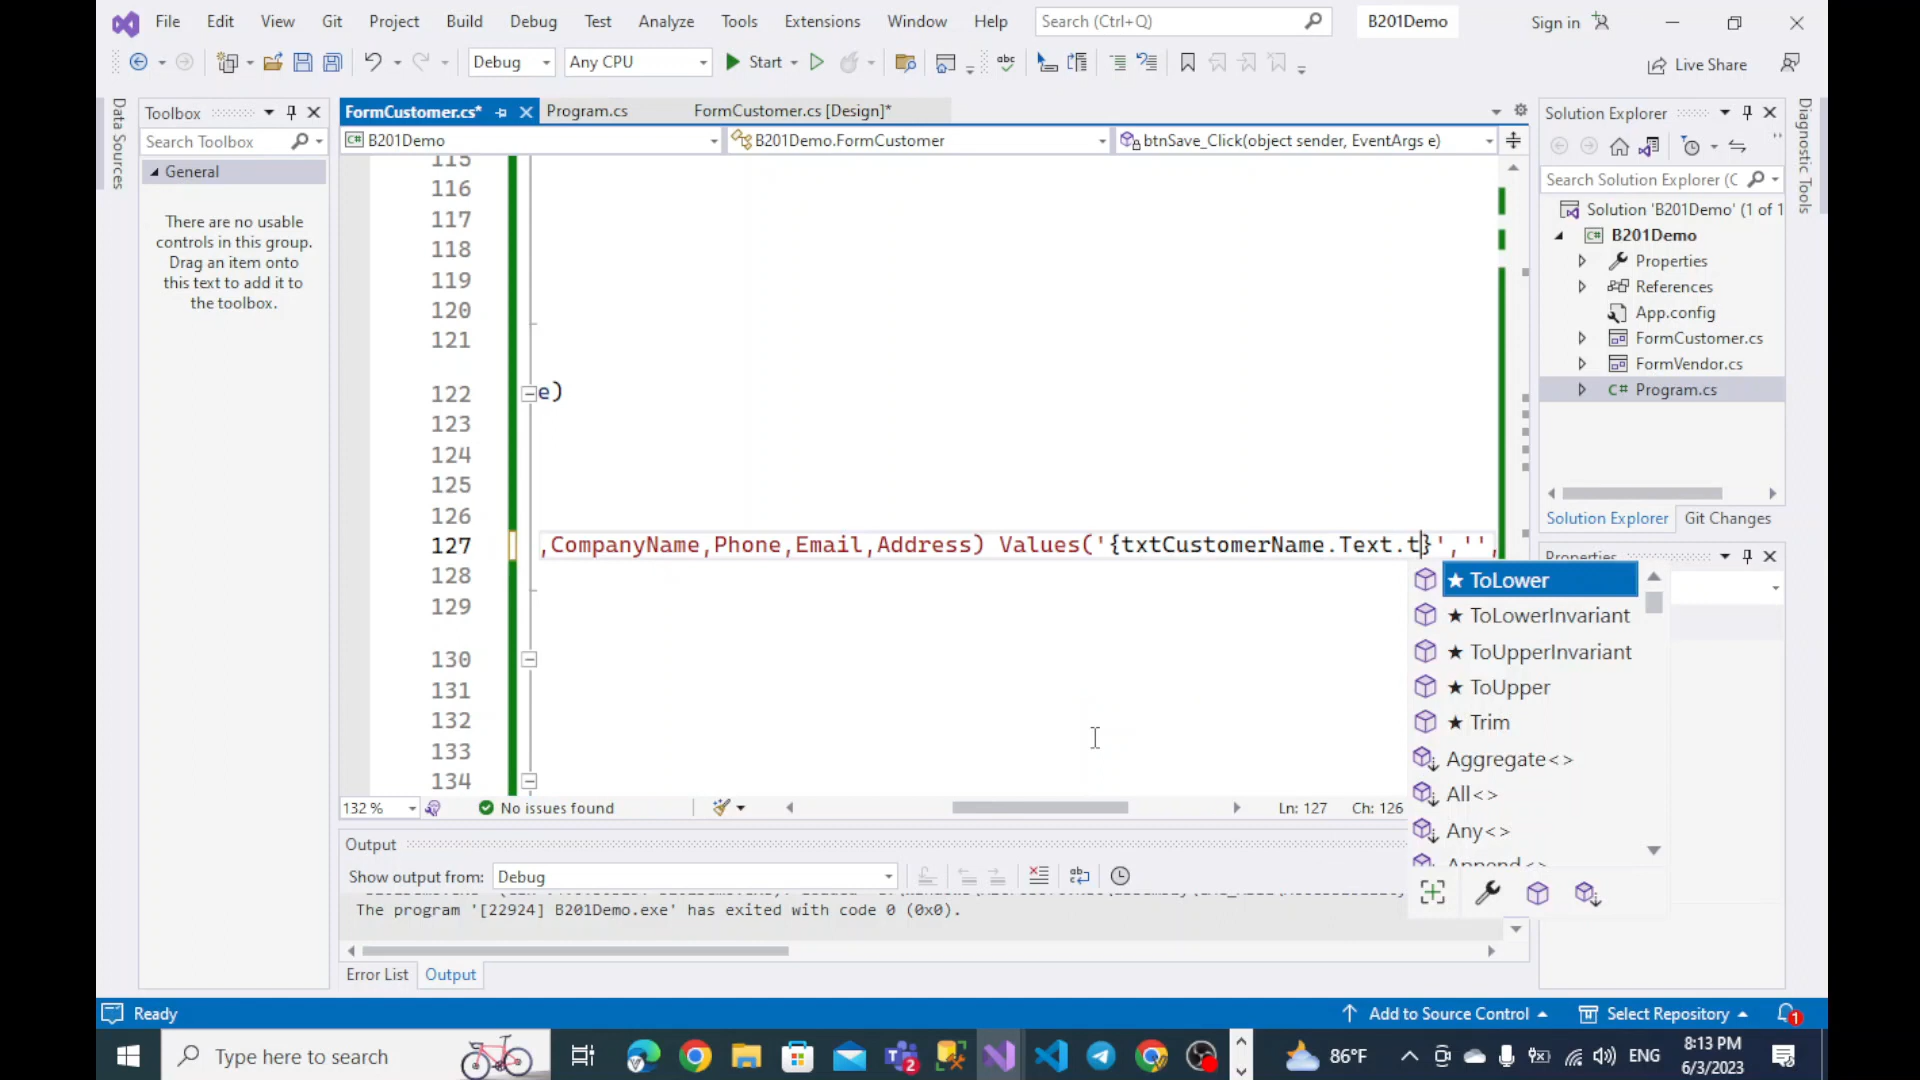 File Edit View Git Project Build Debug Test Analyze Tools Extensions Window Help Search (Ctrl+Q) B201Demo Sign in
Debug Any CPU Start Live Share
Data Sources
Toolbox
Search Toolbox
General
There are no usable
controls in this group.
Drag an item onto
this text to add it to
the toolbox.
FormCustomer.cs* Program.cs FormCustomer.cs [Design]*
B201Demo B201Demo.FormCustomer btnSave_Click(object sender, EventArgs e)
115
116
117
118
119
120
121
122 e)
123
124
125
126
127 ,CompanyName,Phone,Email,Address) Values('{txtCustomerName.Text.t}','',
128
129
130
131
132
133
134
ToLower
ToLowerInvariant
ToUpperInvariant
ToUpper
Trim
Aggregate<>
All<>
Any<>
Append<>
132 % No issues found Ln: 127 Ch: 126
Output
Show output from: Debug
The program '[22924] B201Demo.exe' has exited with code 0 (0x0).
Error List Output
Solution Explorer
Search Solution Explorer (C
Solution 'B201Demo' (1 of 1
B201Demo
Properties
References
App.config
FormCustomer.cs
FormVendor.cs
C# Program.cs
Solution Explorer Git Changes
Properties
Diagnostic Tools
Ready Add to Source Control Select Repository 1
Type here to search 2 86°F ENG 8:13 PM
6/3/2023